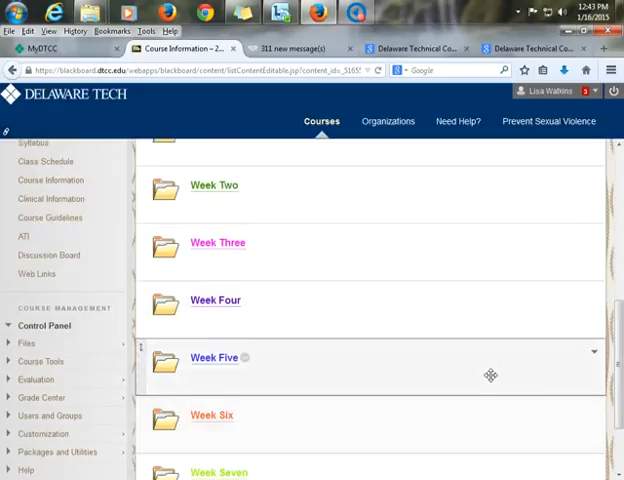 12:43 PM
1/16/2015
File Edit View History Bookmarks Tools Help
MyDTCC
Course Information – 2...
311 new message(s)
Delaware Technical Co...
Delaware Technical Co...
https://blackboard.dtcc.edu/webapps/blackboard/content/listContentEditable.jsp?content_id=_5165
Google
DELAWARE TECH
Lisa Watkins 3
Courses
Organizations
Need Help?
Prevent Sexual Violence
Syllabus
Class Schedule
Course Information
Clinical Information
Course Guidelines
ATI
Discussion Board
Web Links
COURSE MANAGEMENT
Control Panel
Files
Course Tools
Evaluation
Grade Center
Users and Groups
Customization
Packages and Utilities
Help
Week Two
Week Three
Week Four
Week Five
Week Six
Week Seven